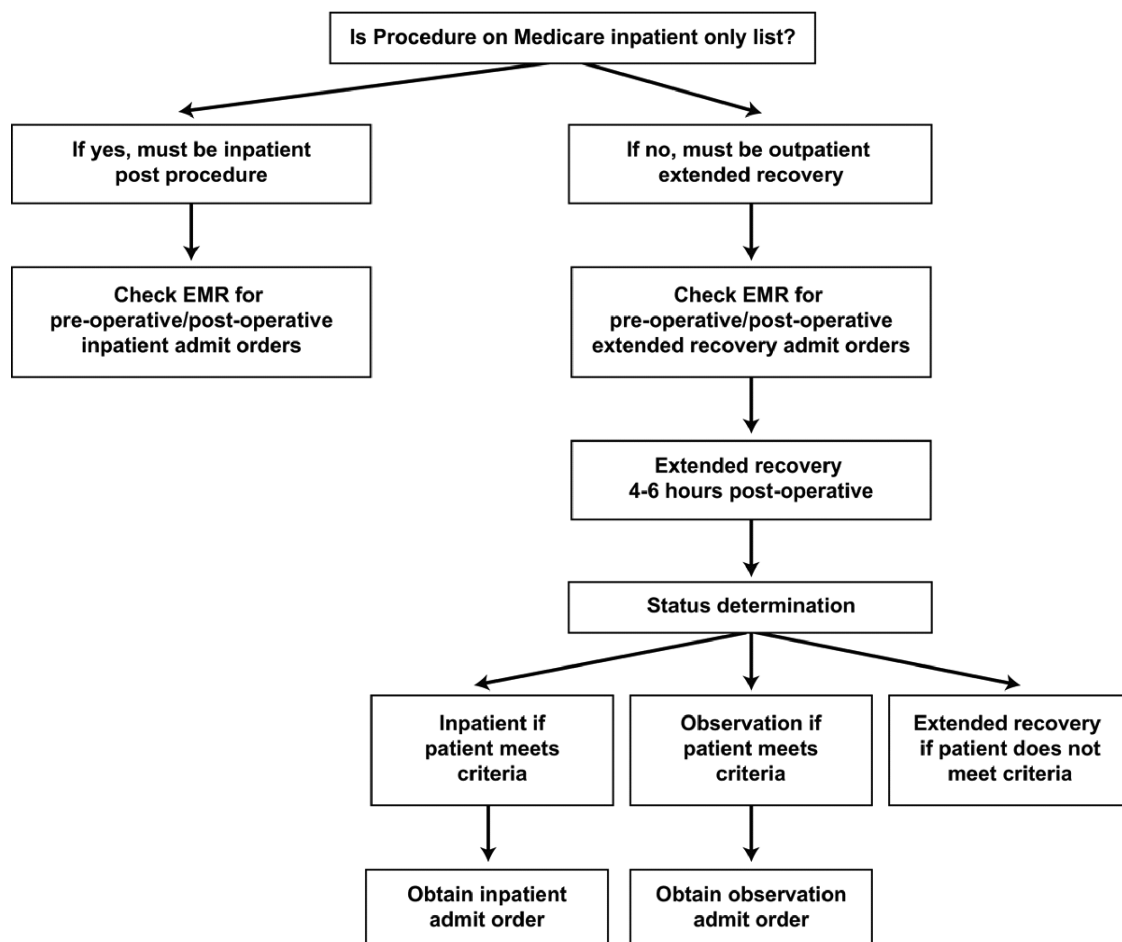 Is Procedure on Medicare inpatient only list?
If yes, must be inpatient
post procedure
If no, must be outpatient
extended recovery
Check EMR for
pre-operative/post-operative
inpatient admit orders
Check EMR for
pre-operative/post-operative
extended recovery admit orders
Extended recovery
4-6 hours post-operative
Status determination
Inpatient if
patient meets
criteria
Observation if
patient meets
criteria
Extended recovery
if patient does not
meet criteria
Obtain inpatient
admit order
Obtain observation
admit order